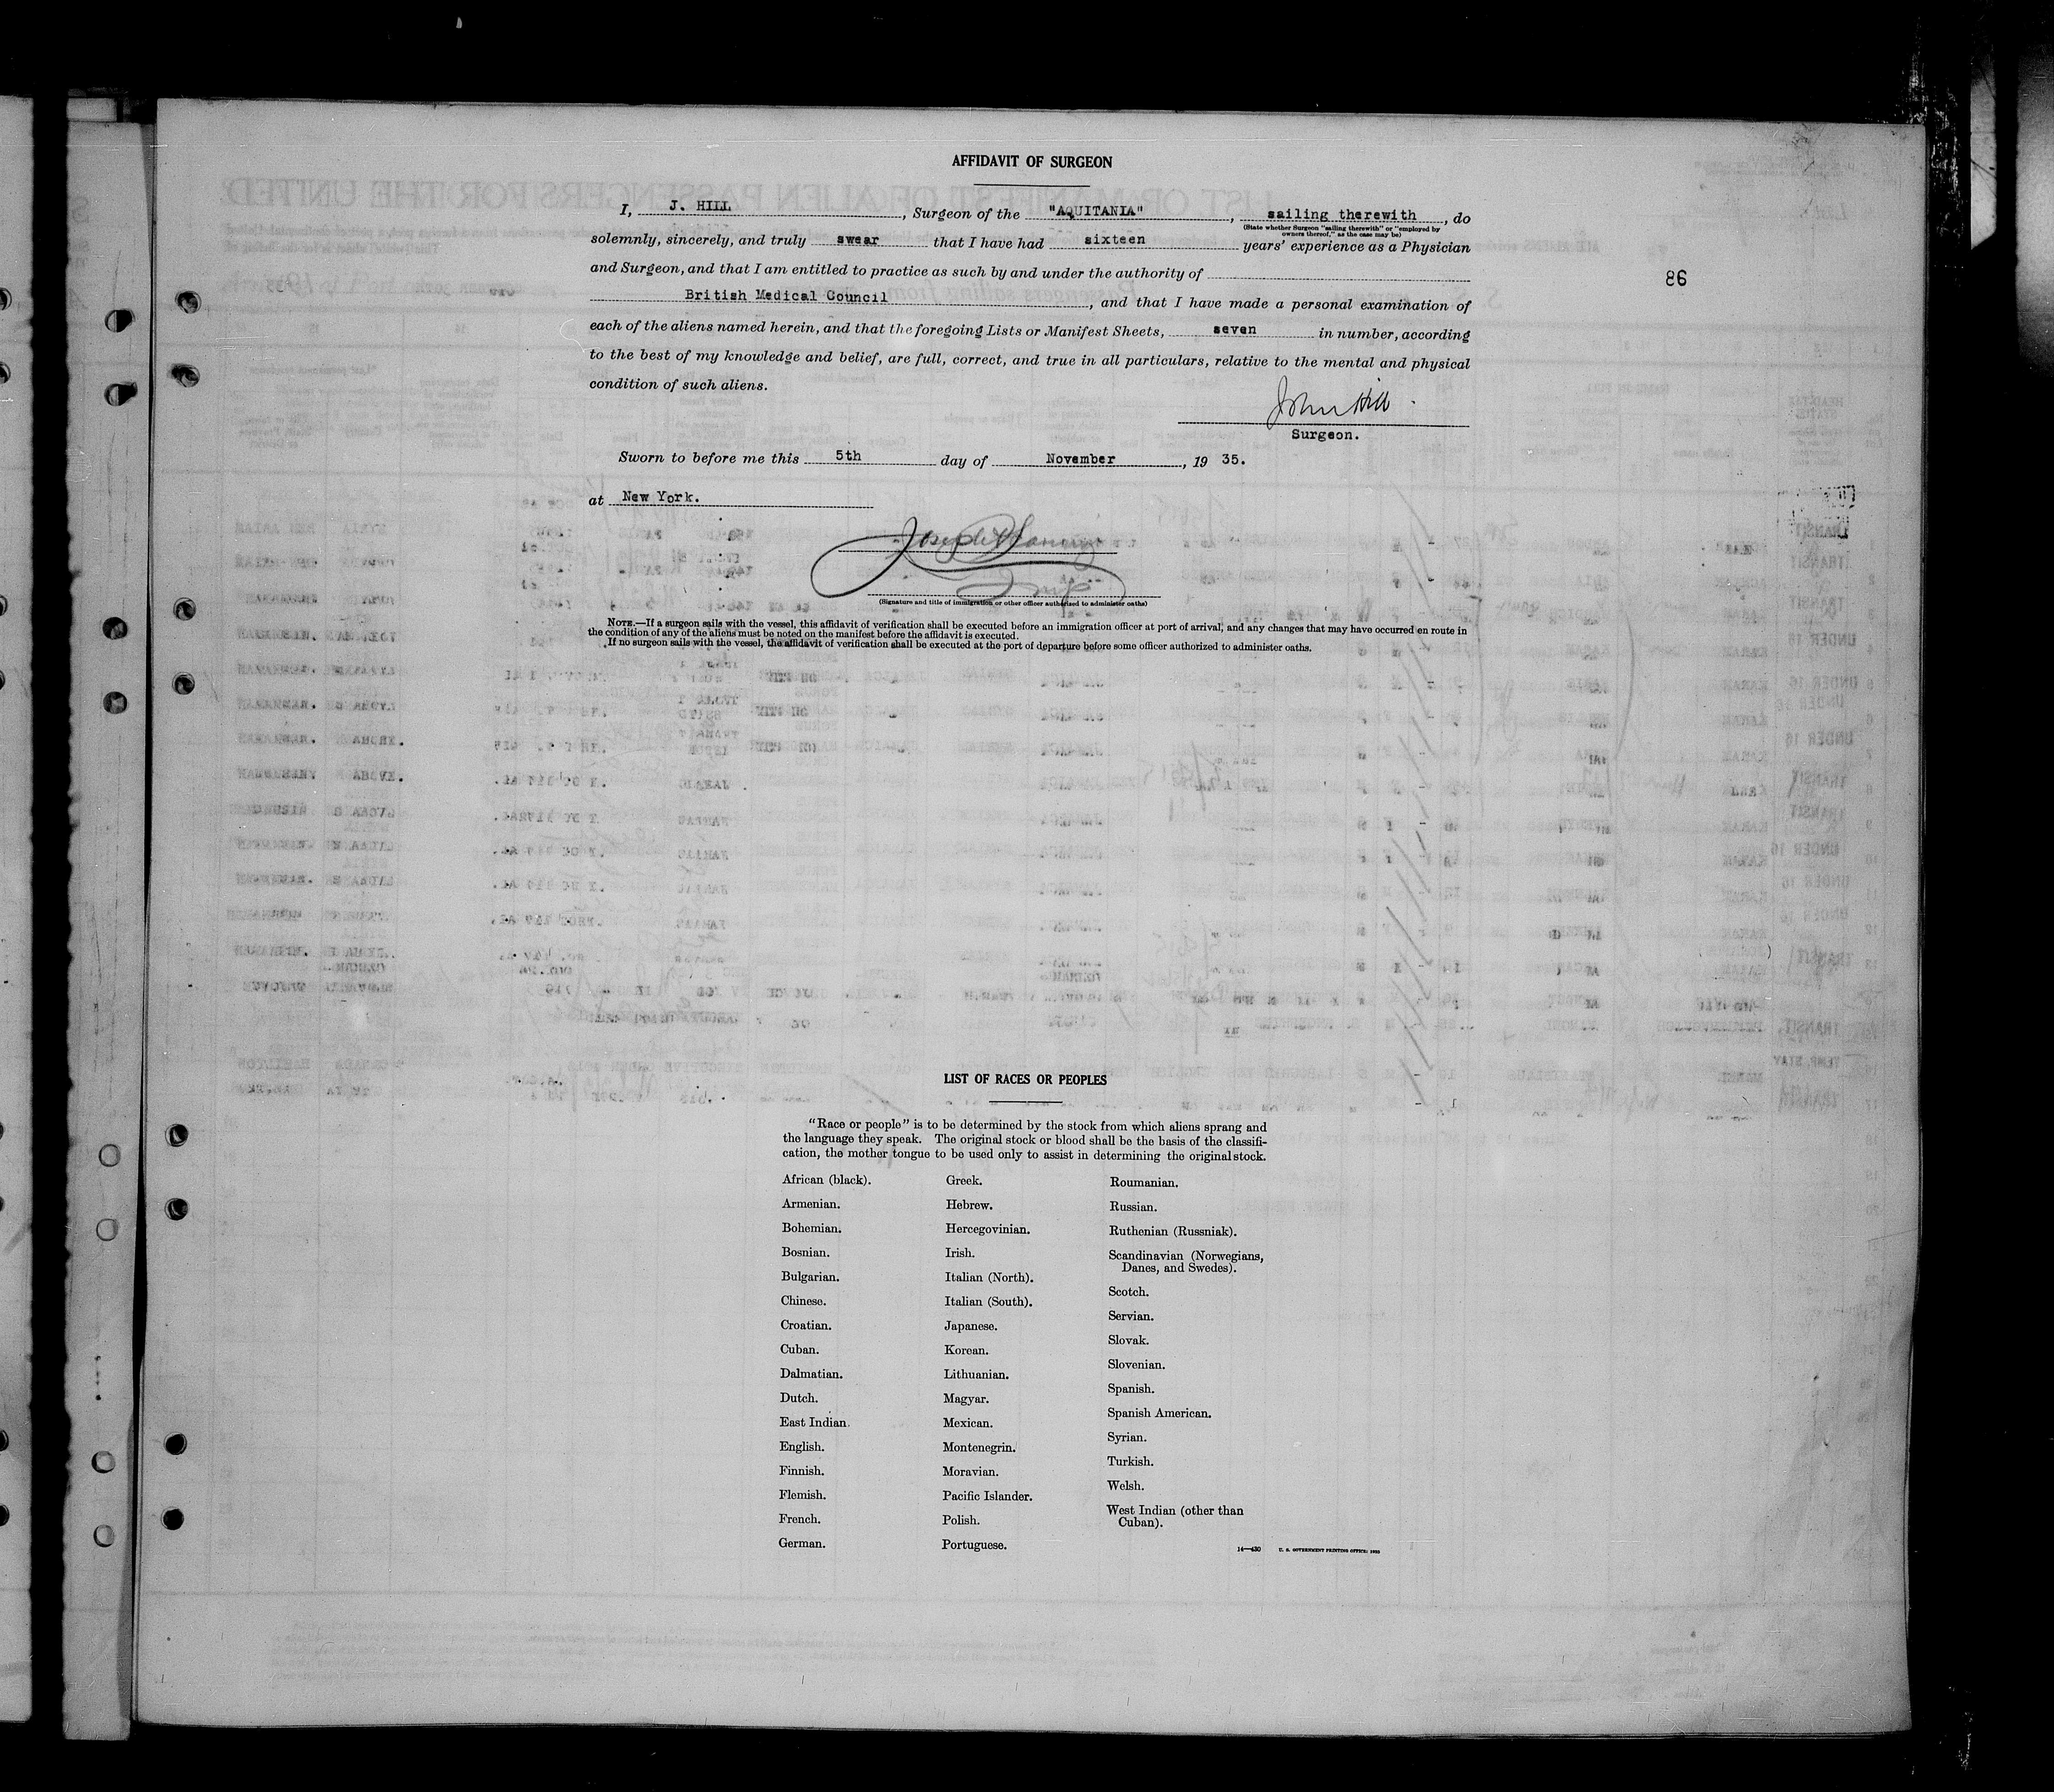 AFFIDAVIT OF SURGEON
I, J. HILL, Surgeon of the "AQUITANIA", sailing therewith, do
(State whether Surgeon "sailing therewith" or "employed by
owners thereof," as the case may be)
solemnly, sincerely, and truly swear that I have had sixteen years' experience as a Physician
and Surgeon, and that I am entitled to practice as such by and under the authority of
British Medical Council, and that I have made a personal examination of
each of the aliens named herein, and that the foregoing Lists or Manifest Sheets, seven in number, according
to the best of my knowledge and belief, are full, correct, and true in all particulars, relative to the mental and physical
condition of such aliens.
86
John Hill
Surgeon.
Sworn to before me this 5th day of November, 19 35.
at New York.
(Signature and title of immigration or other officer authorized to administer oaths)
NOTE.—If a surgeon sails with the vessel, this affidavit of verification shall be executed before an immigration officer at port of arrival, and any changes that may have occurred en route in
the condition of any of the aliens must be noted on the manifest before the affidavit is executed.
If no surgeon sails with the vessel, the affidavit of verification shall be executed at the port of departure before some officer authorized to administer oaths.
LIST OF RACES OR PEOPLES
"Race or people" is to be determined by the stock from which aliens sprang and
the language they speak. The original stock or blood shall be the basis of the classifi-
cation, the mother tongue to be used only to assist in determining the original stock.
African (black).
Armenian.
Bohemian.
Bosnian.
Bulgarian.
Chinese.
Croatian.
Cuban.
Dalmatian.
Dutch.
East Indian.
English.
Finnish.
Flemish.
French.
German.
Greek.
Hebrew.
Hercegovinian.
Irish.
Italian (North).
Italian (South).
Japanese.
Korean.
Lithuanian.
Magyar.
Mexican.
Montenegrin.
Moravian.
Pacific Islander.
Polish.
Portuguese.
Roumanian.
Russian.
Ruthenian (Russniak).
Scandinavian (Norwegians,
Danes, and Swedes).
Scotch.
Servian.
Slovak.
Slovenian.
Spanish.
Spanish American.
Syrian.
Turkish.
Welsh.
West Indian (other than
Cuban).
14—430 U. S. GOVERNMENT PRINTING OFFICE: